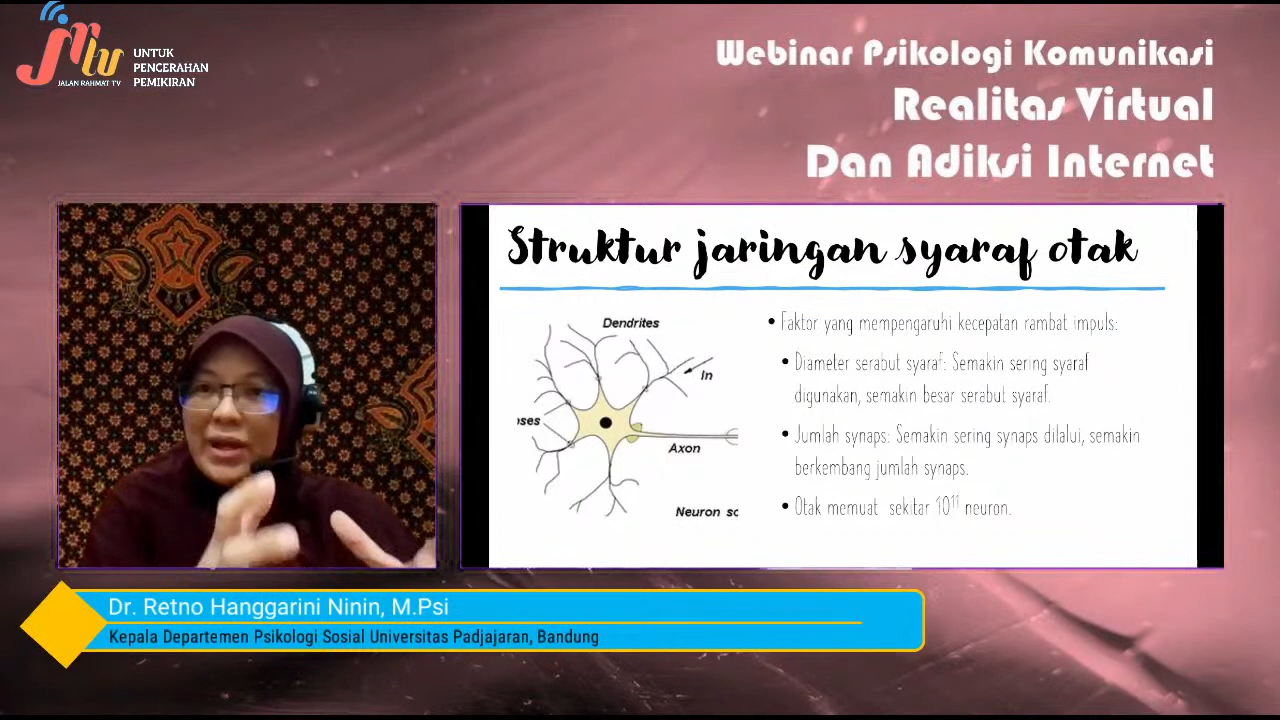 UNTUK
PENCERAHAN
PEMIKIRAN
JALAN RAHMAT TV
Webinar Psikologi Komunikasi
Realitas Virtual
Dan Adiksi Internet
Struktur jaringan syaraf otak
Dendrites
In
Axon
• Faktor yang mempengaruhi kecepatan rambat impuls:
• Diameter serabut syaraf: Semakin sering syaraf
digunakan, semakin besar serabut syaraf.
• Jumlah synaps: Semakin sering synaps dilalui, semakin
berkembang jumlah synaps.
• Otak memuat sekitar 10¹¹ neuron.
Neuron
Dr. Retno Hanggarini Ninin, M.Psi
Kepala Departemen Psikologi Sosial Universitas Padjajaran, Bandung